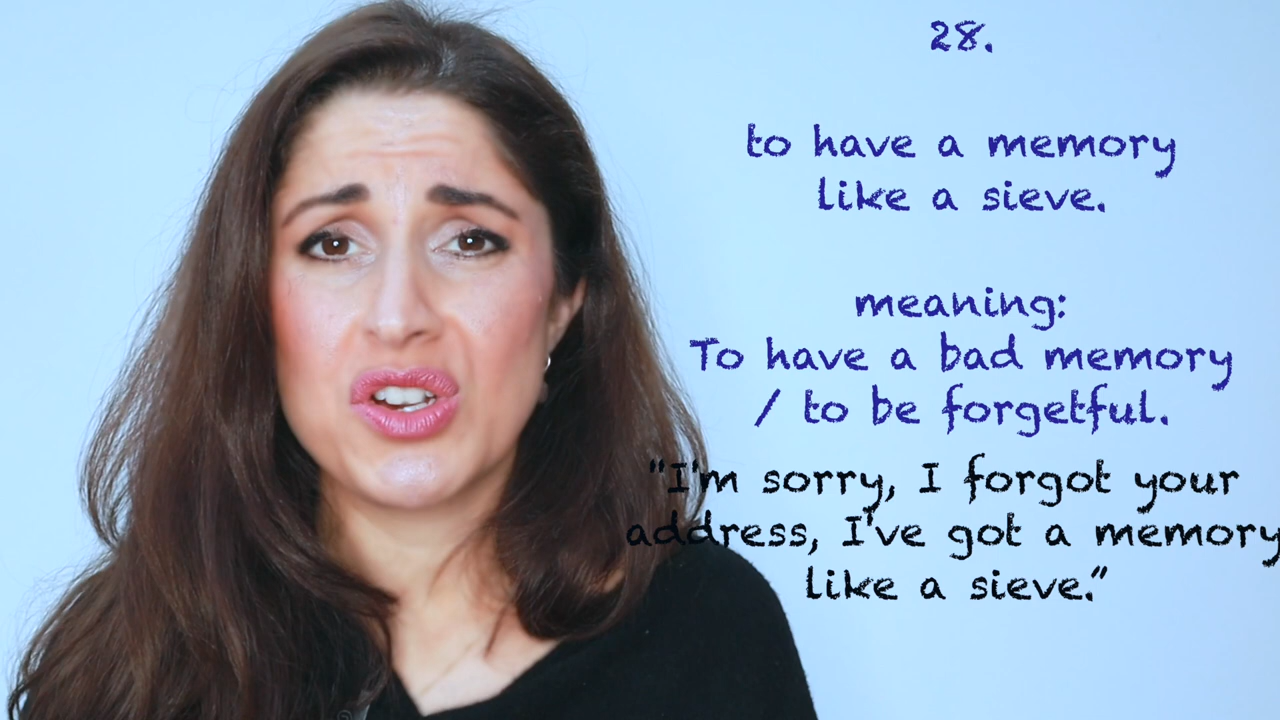 28.
to have a memory
like a sieve.
meaning:
To have a bad memory
/ to be forgetful.
"I'm sorry, I forgot your
address, I've got a memory
like a sieve.”